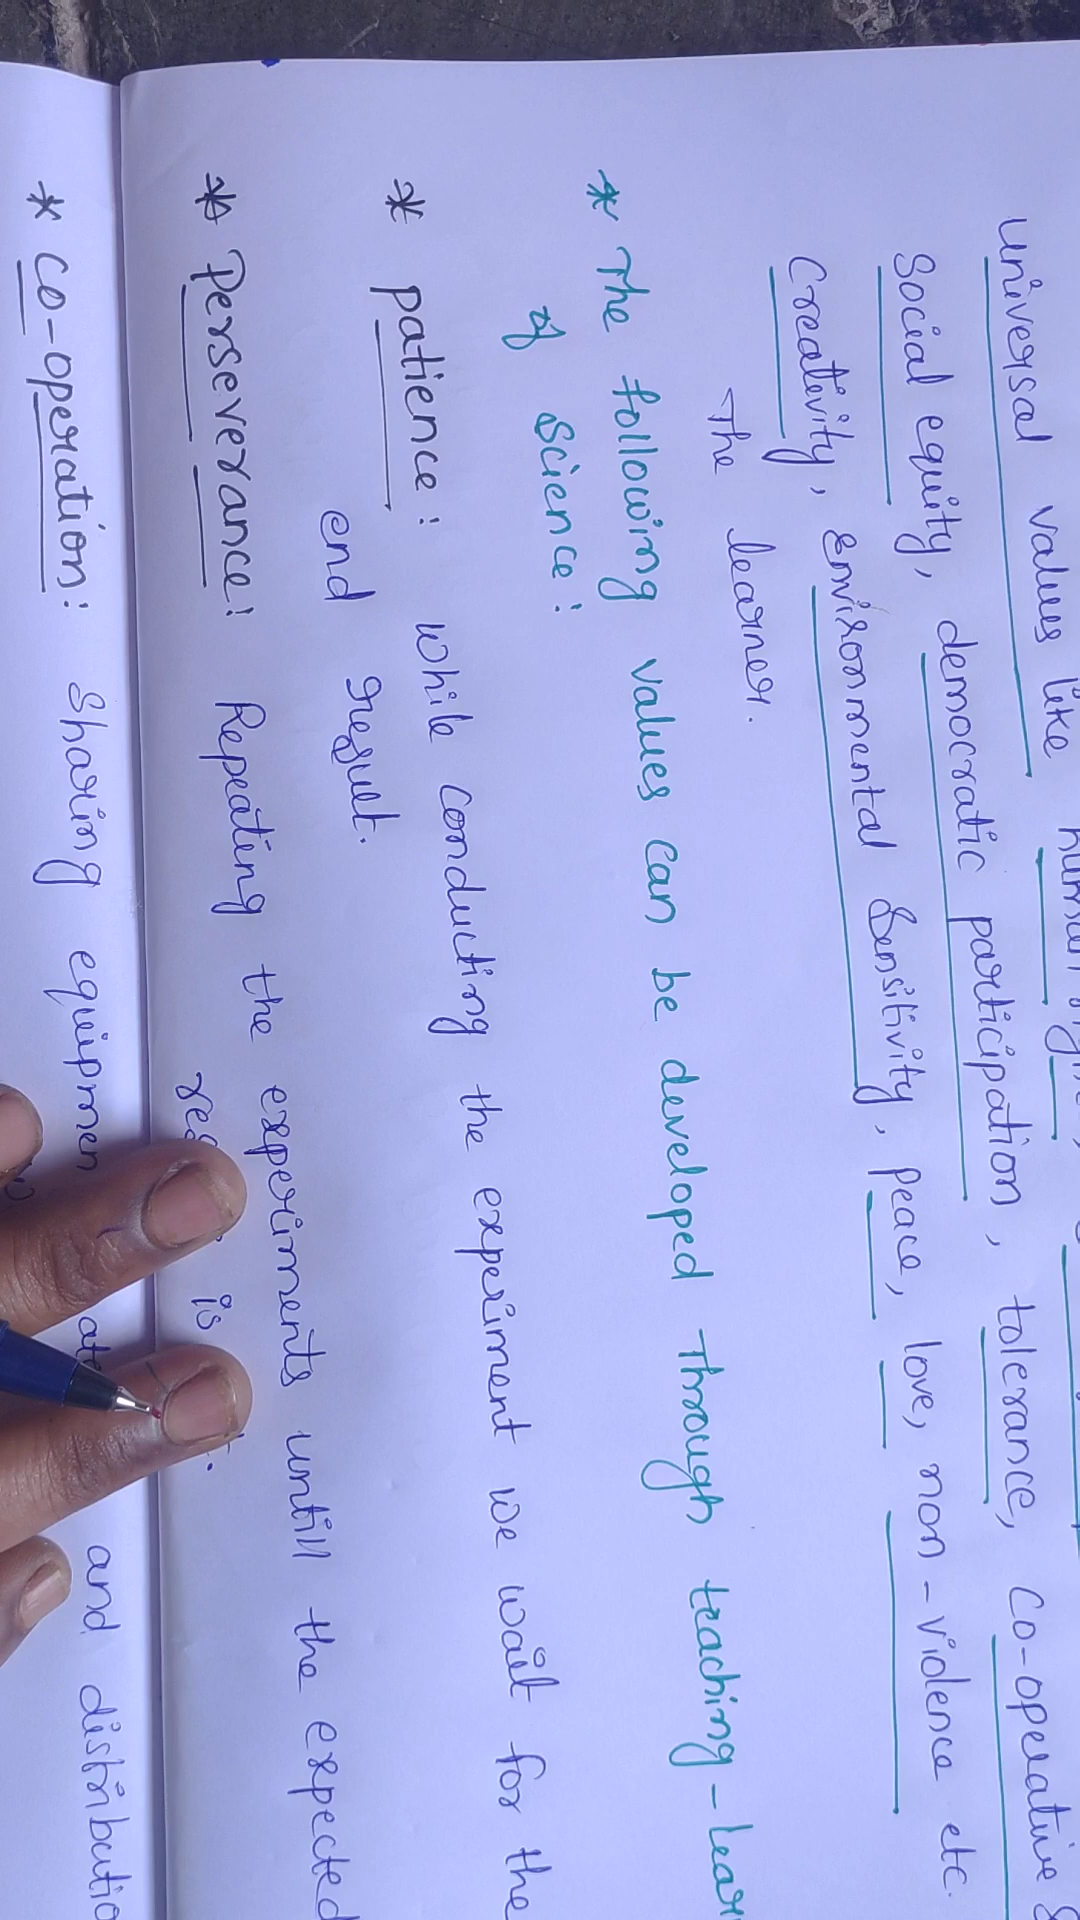 universal values like human
Social equity, democratic participation, tolerance, Co-operative &
Creativity, Environmental Sensitivity, peace, love, non-violence etc.
The learner.
* The following values can be developed Through teaching-lear
of Science:
* patience: while conducting the experiment we wait for the
end result.
* Perseverance: Repeating the experiments untill the expected
is
* Co-operation: Sharing and distributio